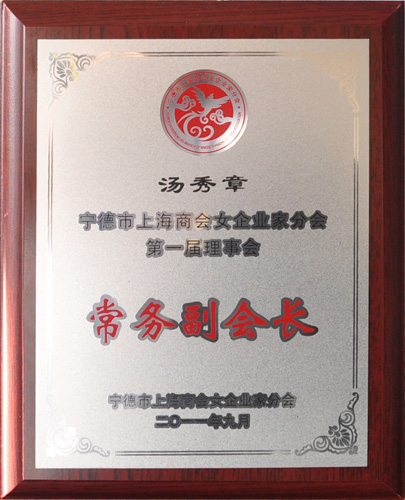 汤秀章
宁德市上海商会女企业家分会
第一届理事会
常务副会长
宁德市上海商会女企业家分会
二〇一一年九月